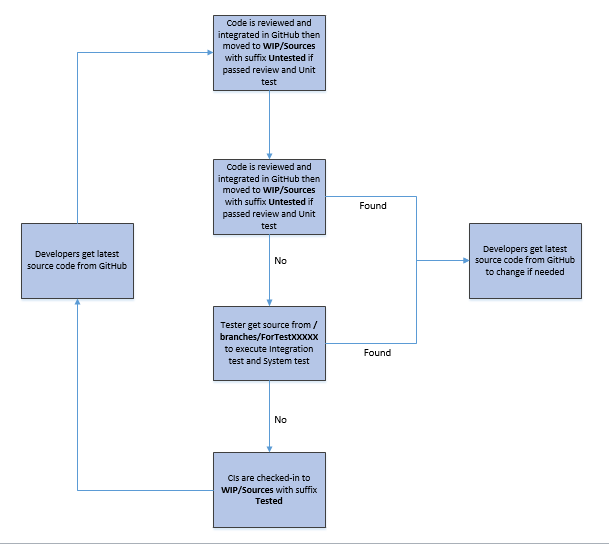 Code is reviewed and
integrated in GitHub then
moved to WIP/Sources
with suffix Untested if
passed review and Unit
test
Code is reviewed and
integrated in GitHub then
moved to WIP/Sources
with suffix Untested if
passed review and Unit
test
Found
Developers get latest
source code from GitHub
Developers get latest
source code from GitHub
to change if needed
No
Tester get source from /
branches/ForTestXXXXX
to execute Integration
test and System test
Found
No
CIs are checked-in to
WIP/Sources with suffix
Tested